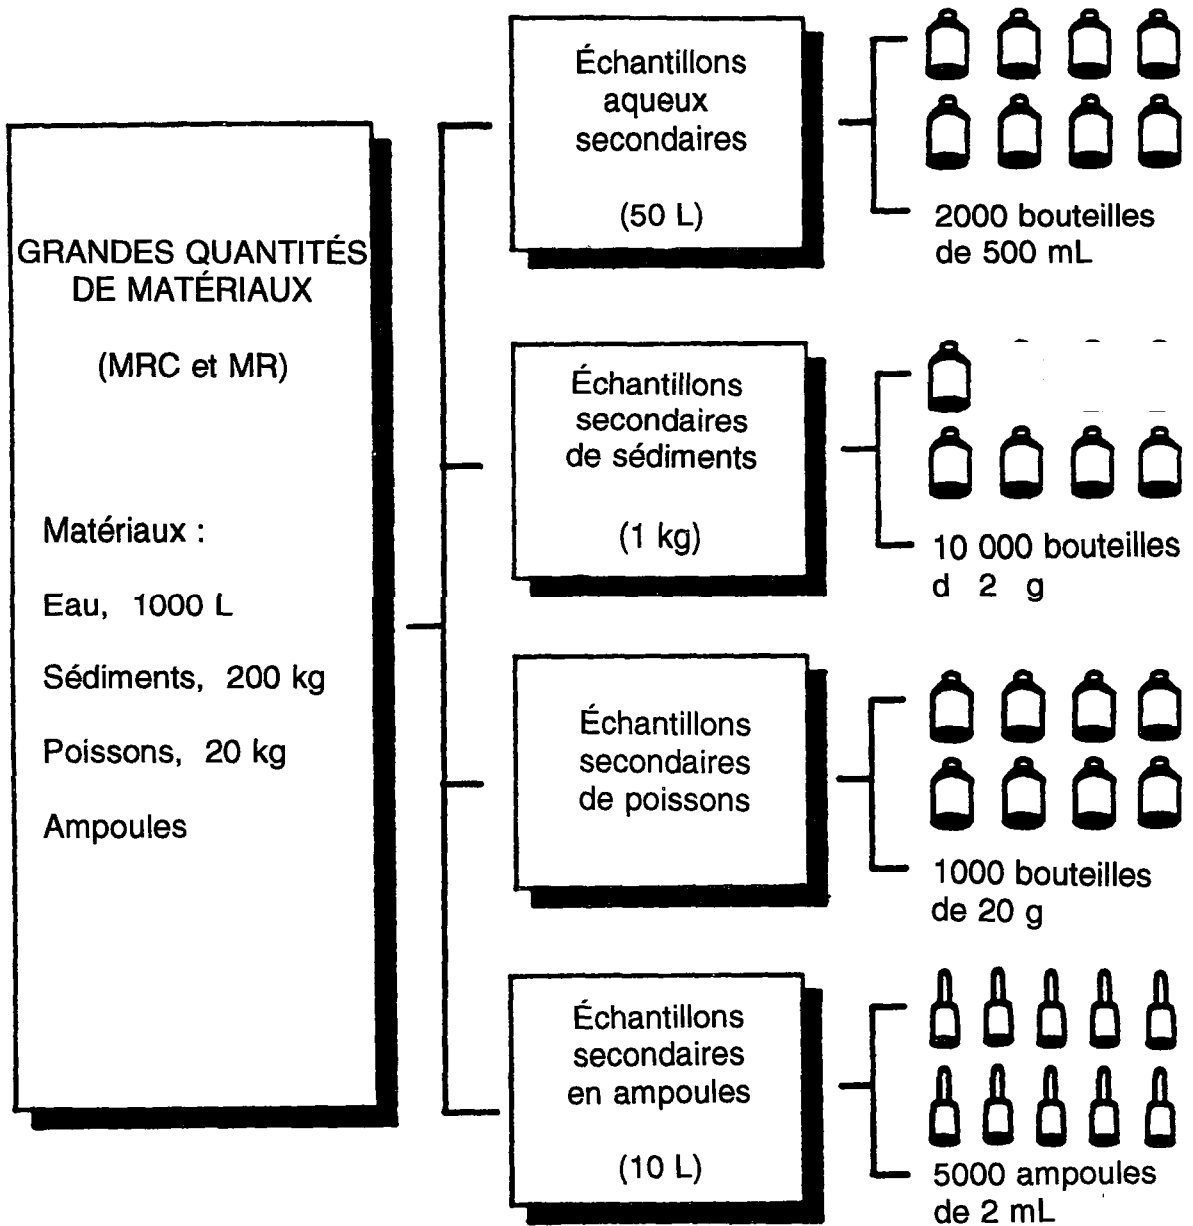 GRANDES QUANTITÉS
DE MATÉRIAUX
(MRC et MR)
Matériaux :
Eau, 1000 L
Sédiments, 200 kg
Poissons, 20 kg
Ampoules
Échantillons
aqueux
secondaires
(50 L)
2000 bouteilles
de 500 mL
Échantillons
secondaires
de sédiments
(1 kg)
10 000 bouteilles
d 2 g
Échantillons
secondaires
de poissons
1000 bouteilles
de 20 g
Échantillons
secondaires
en ampoules
(10 L)
5000 ampoules
de 2 mL